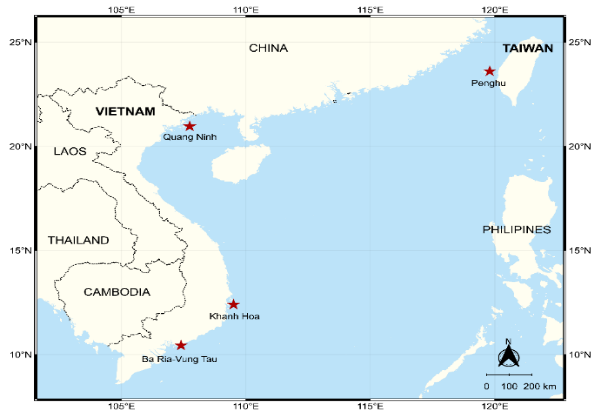 105°E 110°E 115°E 120°E
25°N 25°N
CHINA TAIWAN
Penghu
VIETNAM
Quang Ninh
20°N 20°N
LAOS
PHILIPINES
THAILAND
15°N 15°N
CAMBODIA
Khanh Hoa
Ba Ria-Vung Tau
10°N 10°N
N
0 100 200 km
105°E 110°E 115°E 120°E